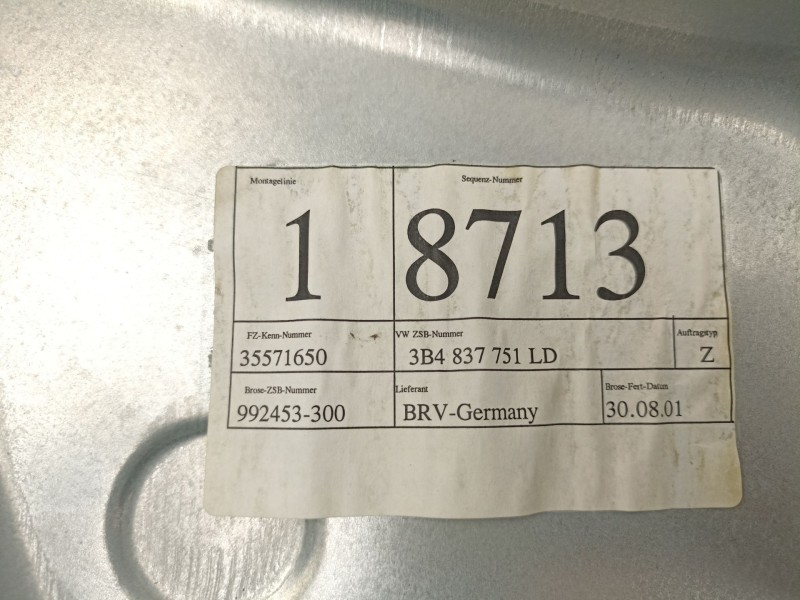 Montagelinie Sequenz-Nummer
1 8713
FZ-Kenn-Nummer VW ZSB-Nummer Auftragstyp
35571650 3B4 837 751 LD Z
Brose-ZSB-Nummer Lieferant Brose-Fert-Datum
992453-300 BRV-Germany 30.08.01